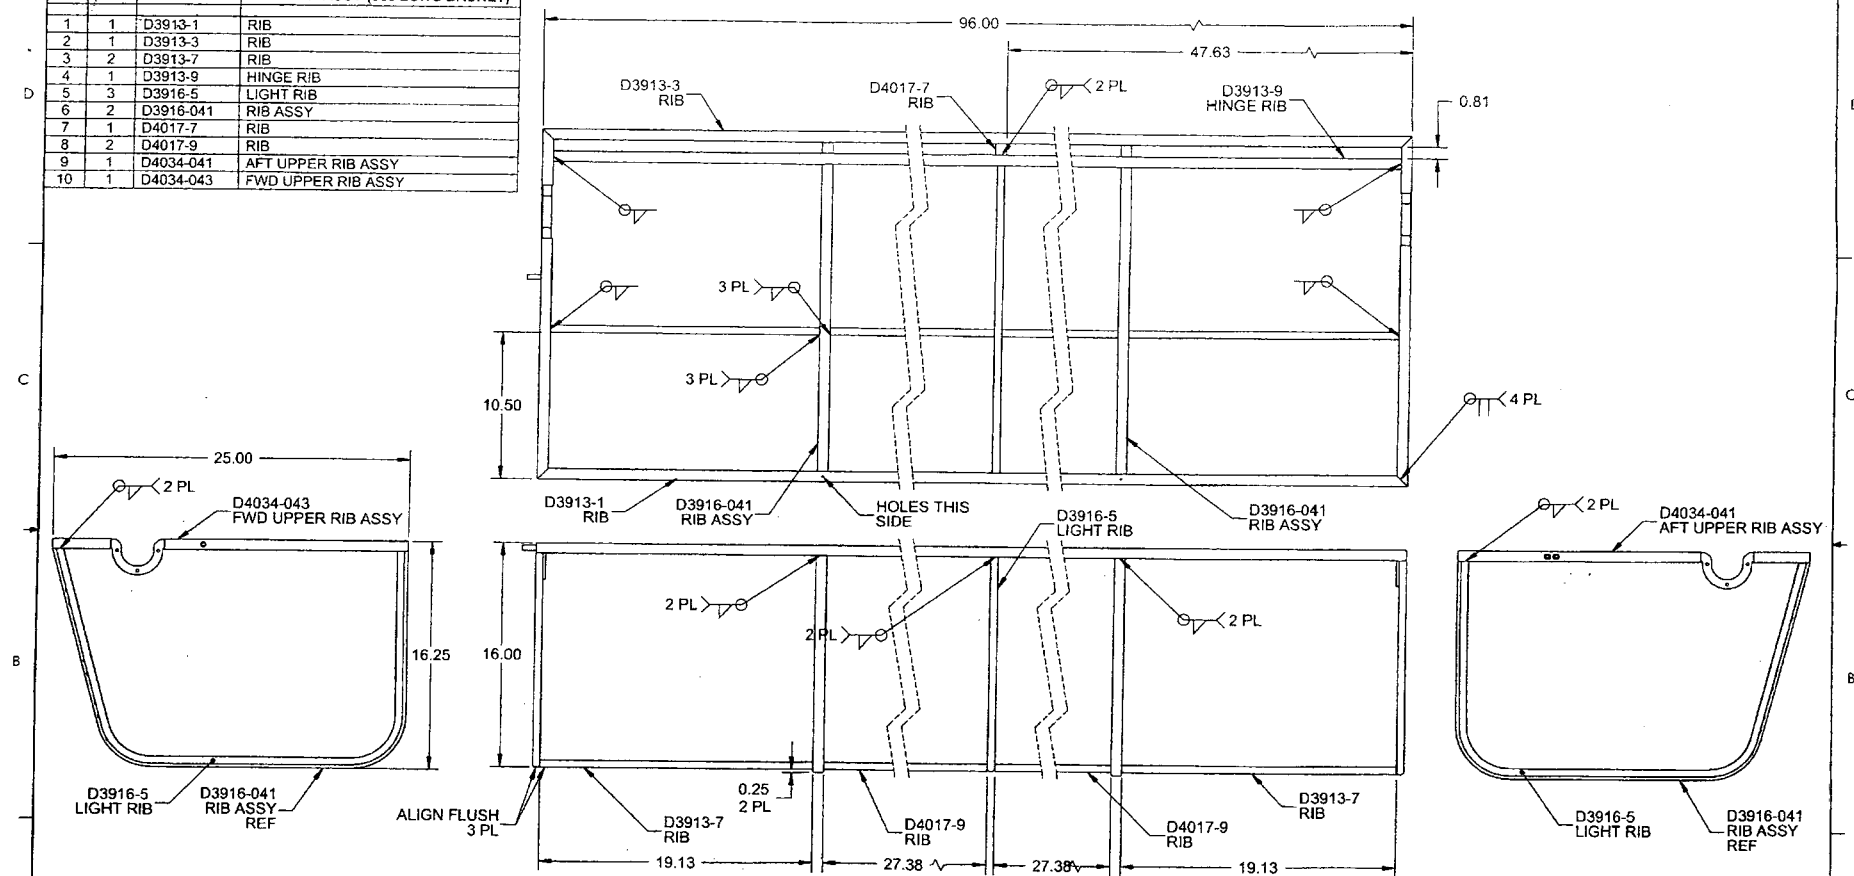 1 1 D3913-1 RIB
2 1 D3913-3 RIB
3 2 D3913-7 RIB
4 1 D3913-9 HINGE RIB
5 3 D3916-5 LIGHT RIB
6 2 D3916-041 RIB ASSY
7 1 D4017-7 RIB
8 2 D4017-9 RIB
9 1 D4034-041 AFT UPPER RIB ASSY
10 1 D4034-043 FWD UPPER RIB ASSY
96.00
47.63
D3913-3
RIB
D4017-7
RIB
2 PL
D3913-9
HINGE RIB
0.81
D
3 PL
3 PL
C
10.50
4 PL
D3913-1
RIB
D3916-041
RIB ASSY
HOLES THIS
SIDE
D3916-041
RIB ASSY
25.00
2 PL
D4034-043
FWD UPPER RIB ASSY
16.25
D3916-5
LIGHT RIB
D3916-041
RIB ASSY
REF
D3916-5
LIGHT RIB
16.00
2 PL
2 PL
2 PL
0.25
2 PL
ALIGN FLUSH
3 PL
D3913-7
RIB
D4017-9
RIB
D4017-9
RIB
D3913-7
RIB
19.13
27.38
27.38
19.13
2 PL
D4034-041
AFT UPPER RIB ASSY
D3916-5
LIGHT RIB
D3916-041
RIB ASSY
REF
B
B